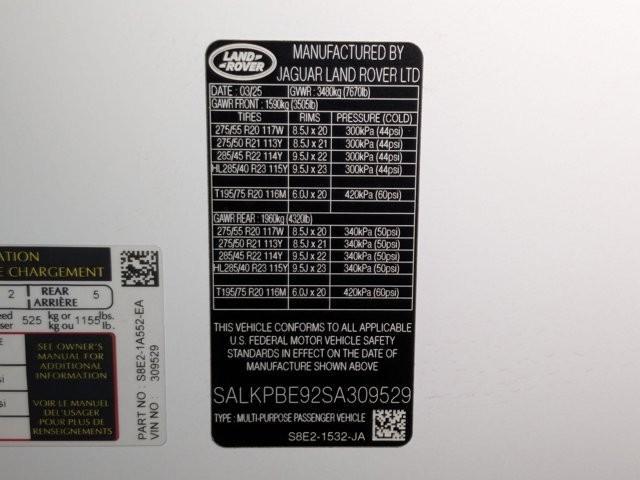 LAND ROVER
MANUFACTURED BY
JAGUAR LAND ROVER LTD
DATE : 03/25 GVWR : 3480kg (7670lb)
GAWR FRONT : 1590kg (3505lb)
TIRES RIMS PRESSURE (COLD)
275/55 R20 117W 8.5J x 20 300kPa (44psi)
275/50 R21 113Y 8.5J x 21 300kPa (44psi)
285/45 R22 114Y 9.5J x 22 300kPa (44psi)
HL285/40 R23 115Y 9.5J x 23 300kPa (44psi)
T195/75 R20 116M 6.0J x 20 420kPa (60psi)
GAWR REAR : 1960kg (4320lb)
275/55 R20 117W 8.5J x 20 340kPa (50psi)
275/50 R21 113Y 8.5J x 21 340kPa (50psi)
285/45 R22 114Y 9.5J x 22 340kPa (50psi)
HL285/40 R23 115Y 9.5J x 23 340kPa (50psi)
T195/75 R20 116M 6.0J x 20 420kPa (60psi)
THIS VEHICLE CONFORMS TO ALL APPLICABLE
U.S. FEDERAL MOTOR VEHICLE SAFETY
STANDARDS IN EFFECT ON THE DATE OF
MANUFACTURE SHOWN ABOVE
SALKPBE92SA309529
TYPE : MULTI-PURPOSE PASSENGER VEHICLE
S8E2-1532-JA
CHARGEMENT
2 REAR 5
ARRIÈRE
525 kg or 1155 lbs.
kg ou lb.
SEE OWNER'S
MANUAL FOR
ADDITIONAL
INFORMATION
VOIR LE MANUEL
DE L'USAGER
POUR PLUS DE
PART NO : S8E2-1A552-EA
VIN NO : 309529